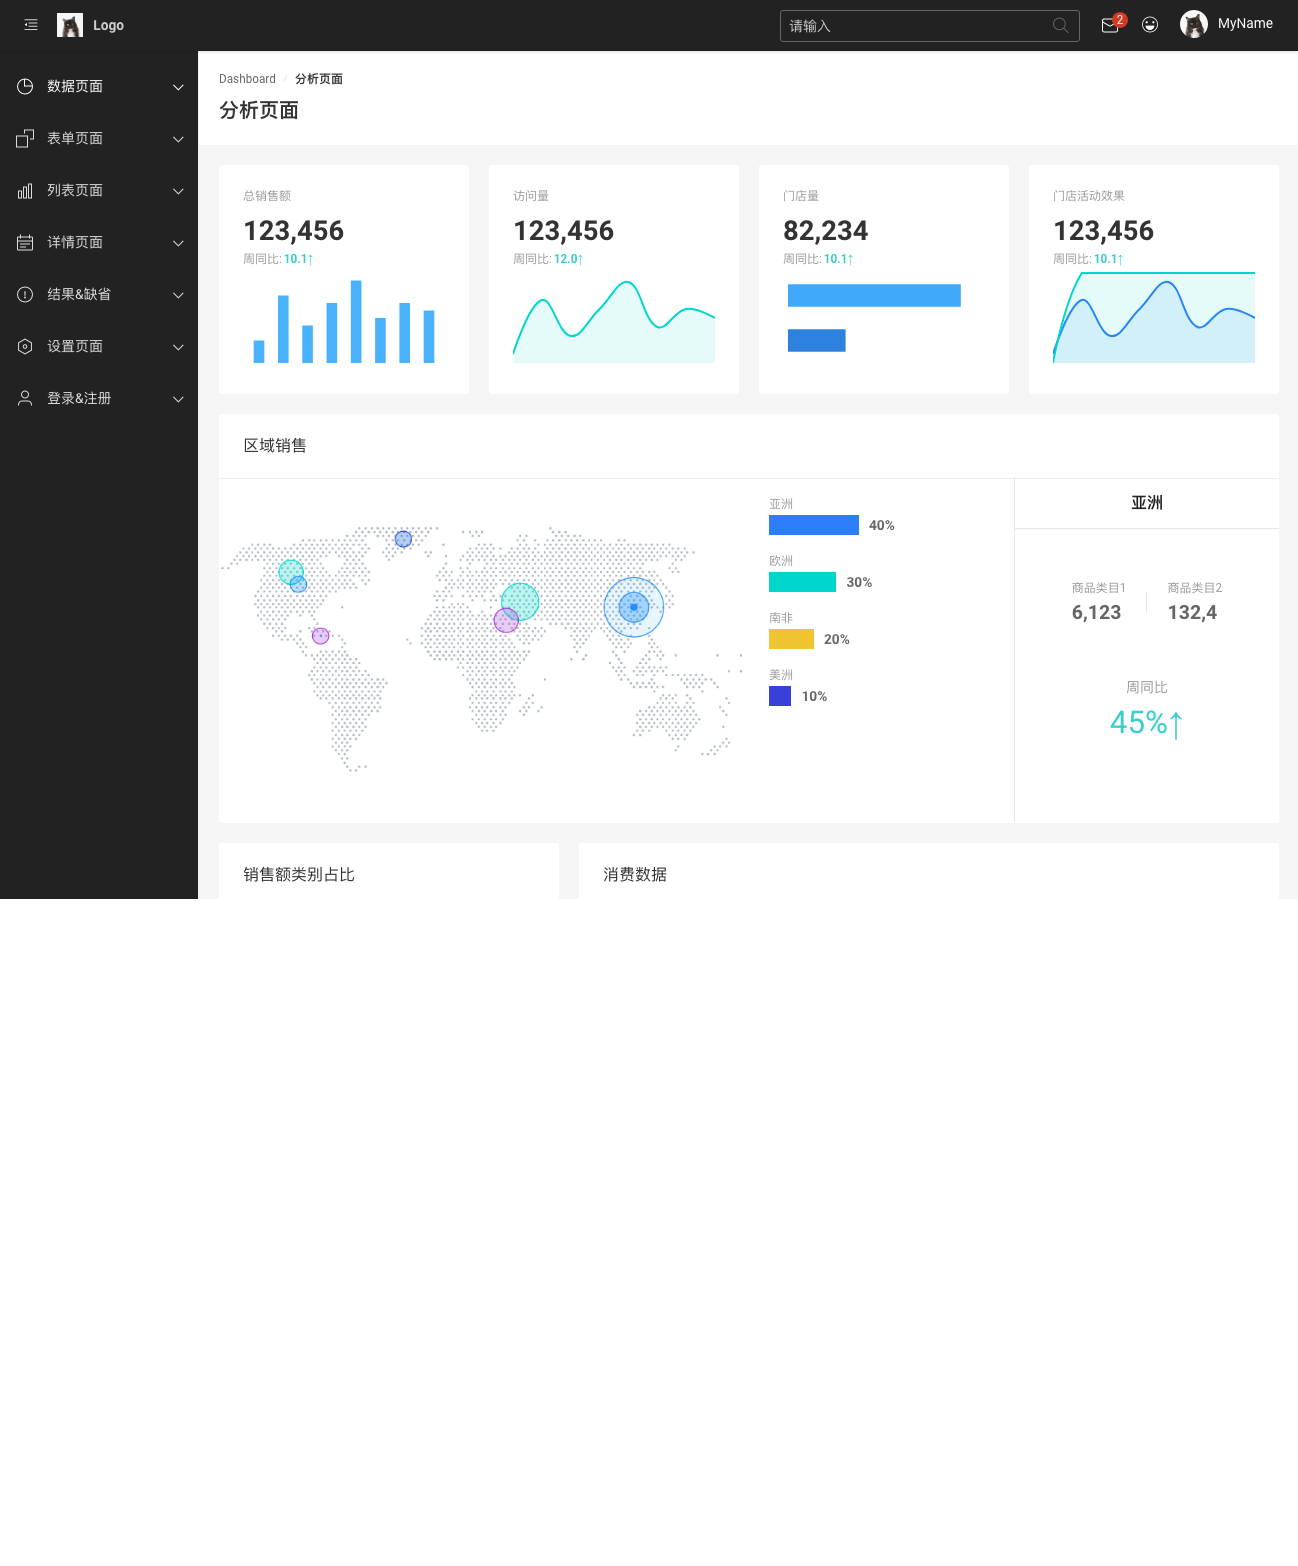 Logo
请输入
2
MyName
数据页面
表单页面
列表页面
详情页面
结果&缺省
设置页面
登录&注册
Dashboard / 分析页面
分析页面
总销售额
123,456
周同比: 10.1↑
访问量
123,456
周同比: 12.0↑
门店量
82,234
周同比: 10.1↑
门店活动效果
123,456
周同比: 10.1↑
区域销售
亚洲
40%
欧洲
30%
南非
20%
美洲
10%
亚洲
商品类目1
6,123
商品类目2
132,4
周同比
45%↑
销售额类别占比
消费数据